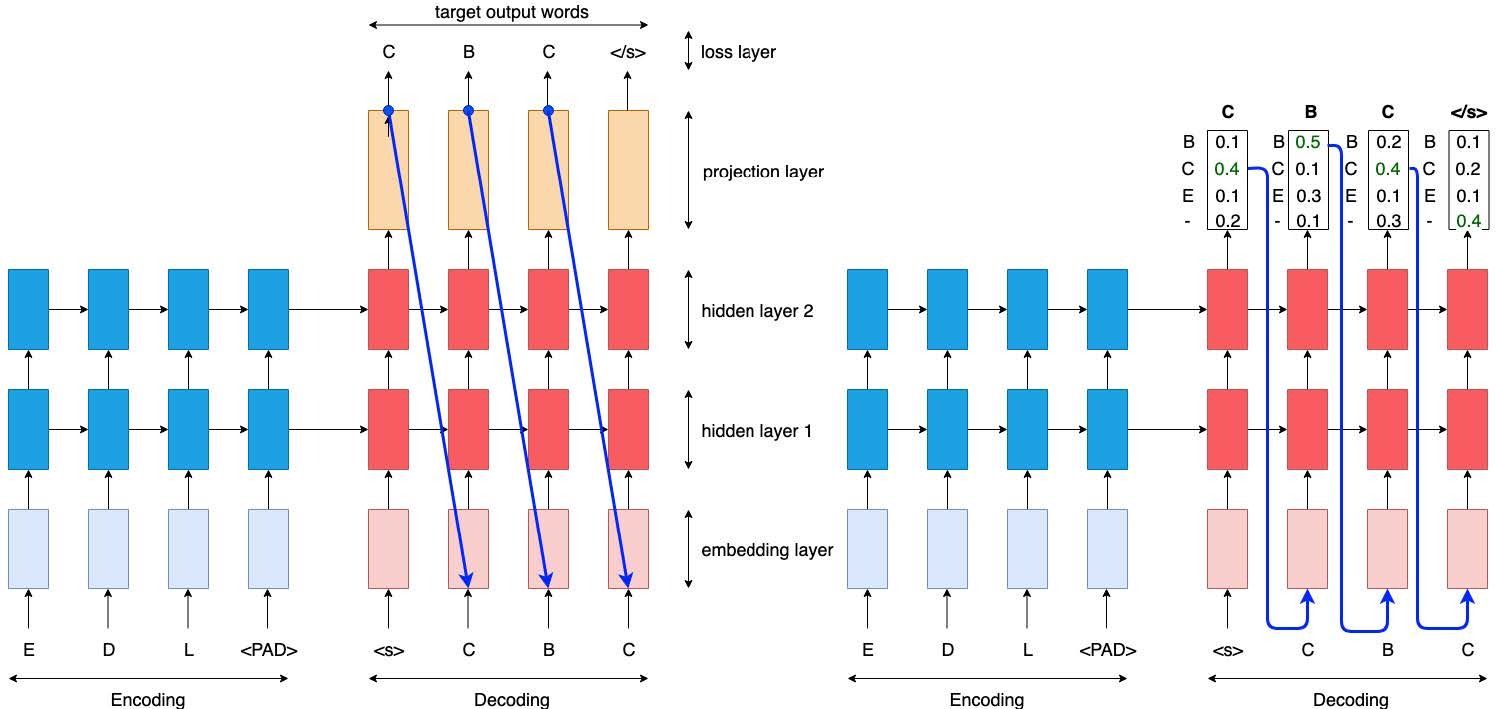 target output words
C B C </s>
loss layer
projection layer
hidden layer 2
hidden layer 1
embedding layer
E D L <PAD> <s> C B C
Encoding Decoding
C B C </s>
B 0.1 B 0.5 B 0.2 B 0.1
C 0.4 C 0.1 C 0.4 C 0.2
E 0.1 E 0.3 E 0.1 E 0.1
- 0.2 - 0.1 - 0.3 - 0.4
E D L <PAD> <s> C B C
Encoding Decoding